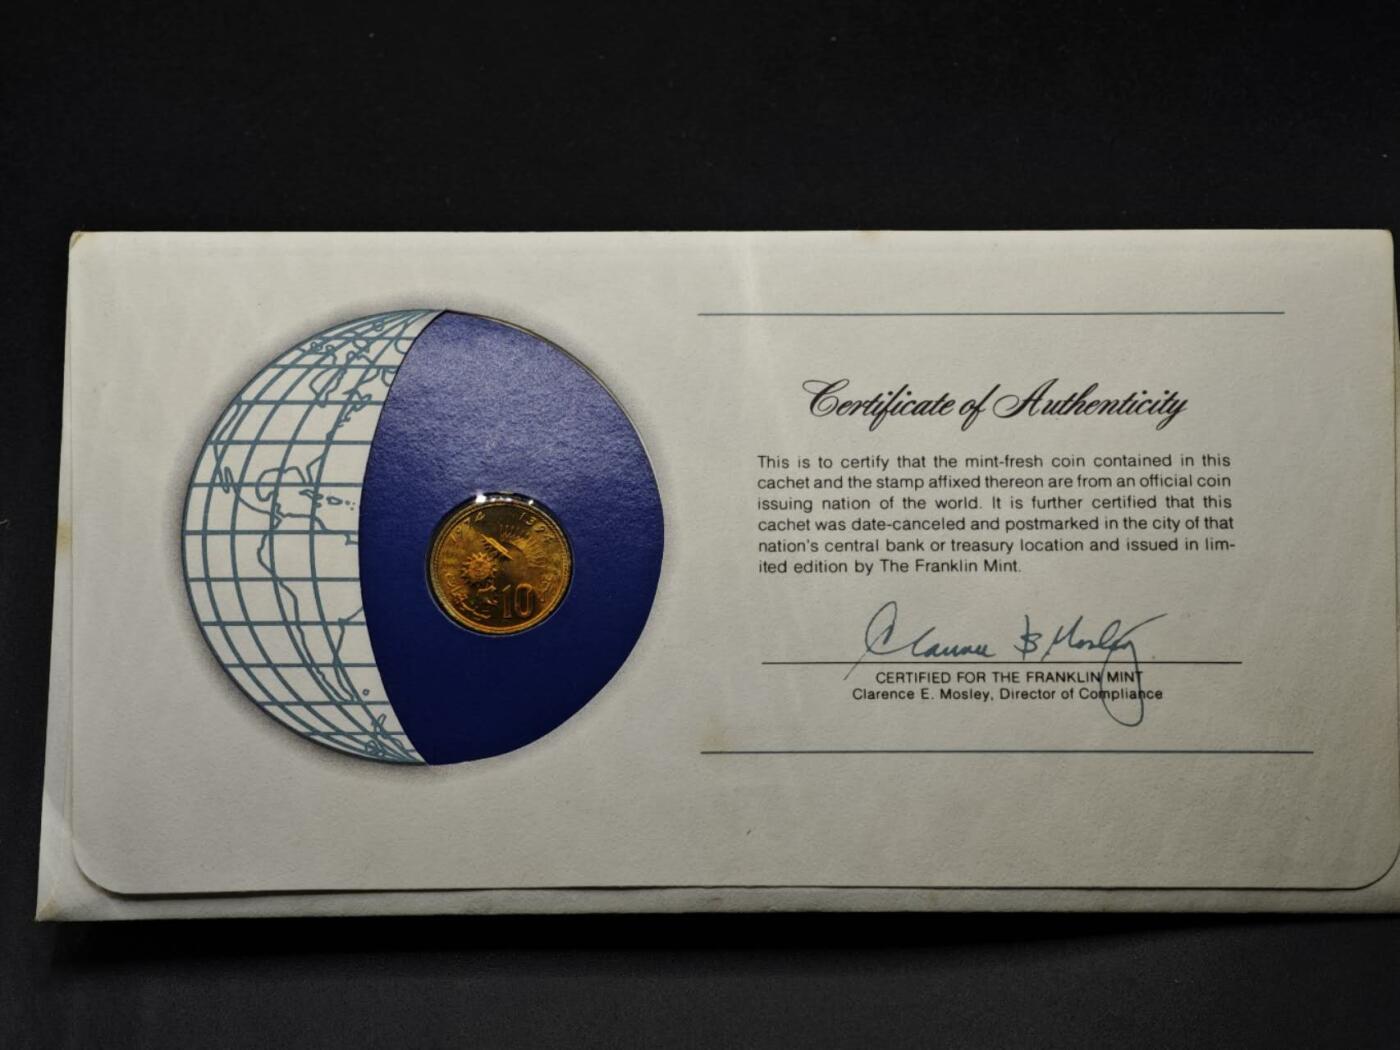 1974 1394
10
Certificate of Authenticity
This is to certify that the mint-fresh coin contained in this
cachet and the stamp affixed thereon are from an official coin
issuing nation of the world. It is further certified that this
cachet was date-canceled and postmarked in the city of that
nation's central bank or treasury location and issued in lim-
ited edition by The Franklin Mint.
CERTIFIED FOR THE FRANKLIN MINT
Clarence E. Mosley, Director of Compliance